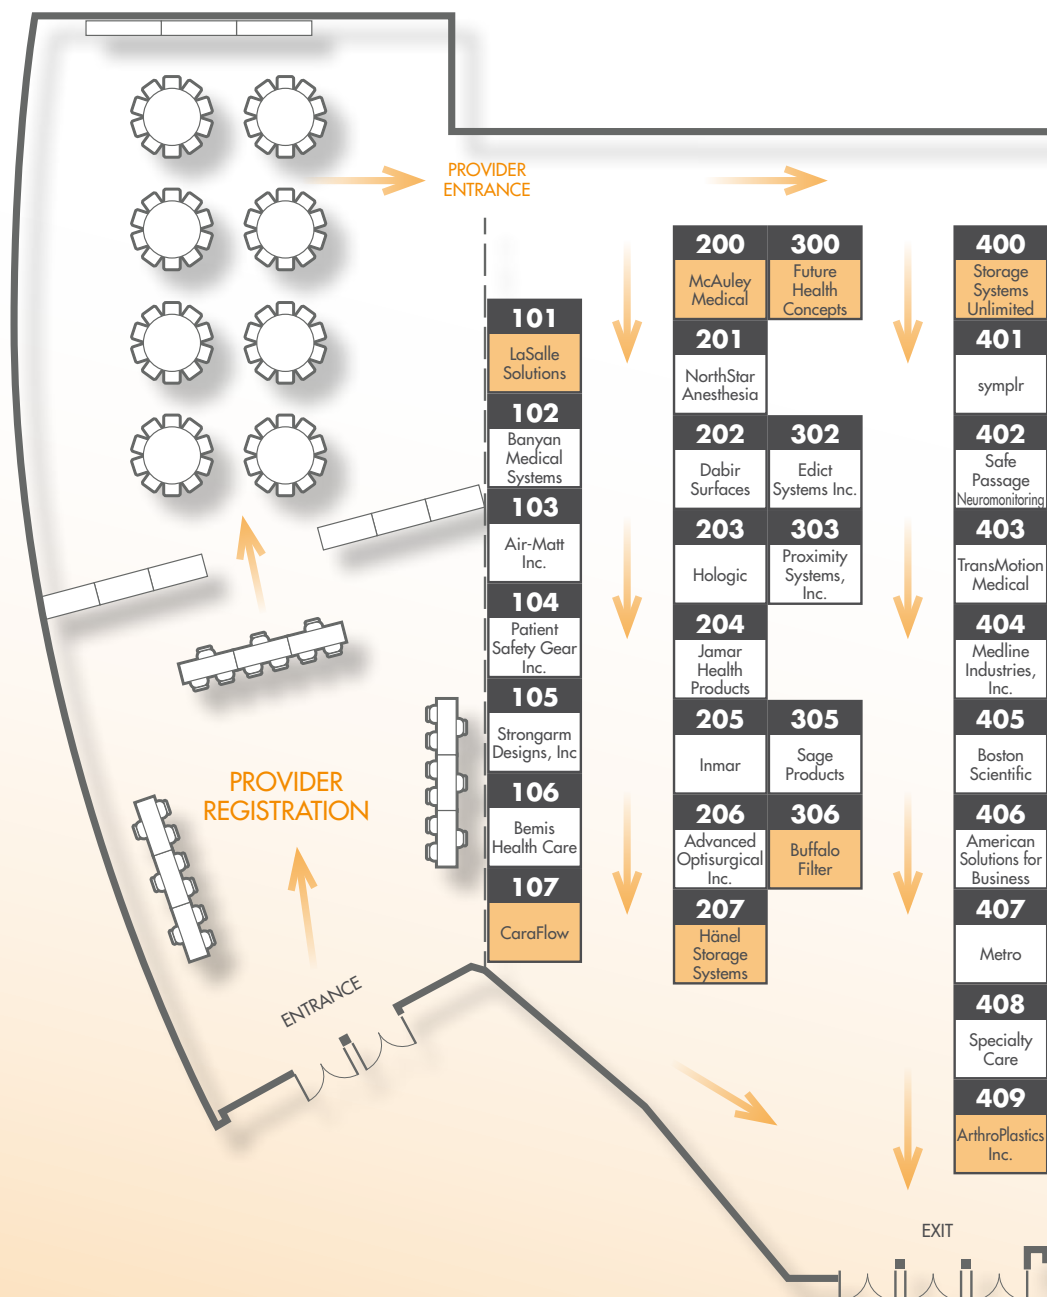 PROVIDER
ENTRANCE
PROVIDER
REGISTRATION
ENTRANCE
101
LaSalle
Solutions
102
Banyan
Medical
Systems
103
Air-Matt
Inc.
104
Patient
Safety Gear
Inc.
105
Strongarm
Designs, Inc
106
Bemis
Health Care
107
CaraFlow
200
McAuley
Medical
201
NorthStar
Anesthesia
202
Dabir
Surfaces
203
Hologic
204
Jamar
Health
Products
205
Inmar
206
Advanced
Optisurgical
Inc.
207
Hänel
Storage
Systems
300
Future
Health
Concepts
302
Edict
Systems Inc.
303
Proximity
Systems,
Inc.
305
Sage
Products
306
Buffalo
Filter
400
Storage
Systems
Unlimited
401
symplr
402
Safe
Passage
Neuromonitoring
403
TransMotion
Medical
404
Medline
Industries,
Inc.
405
Boston
Scientific
406
American
Solutions for
Business
407
Metro
408
Specialty
Care
409
ArthroPlastics
Inc.
EXIT